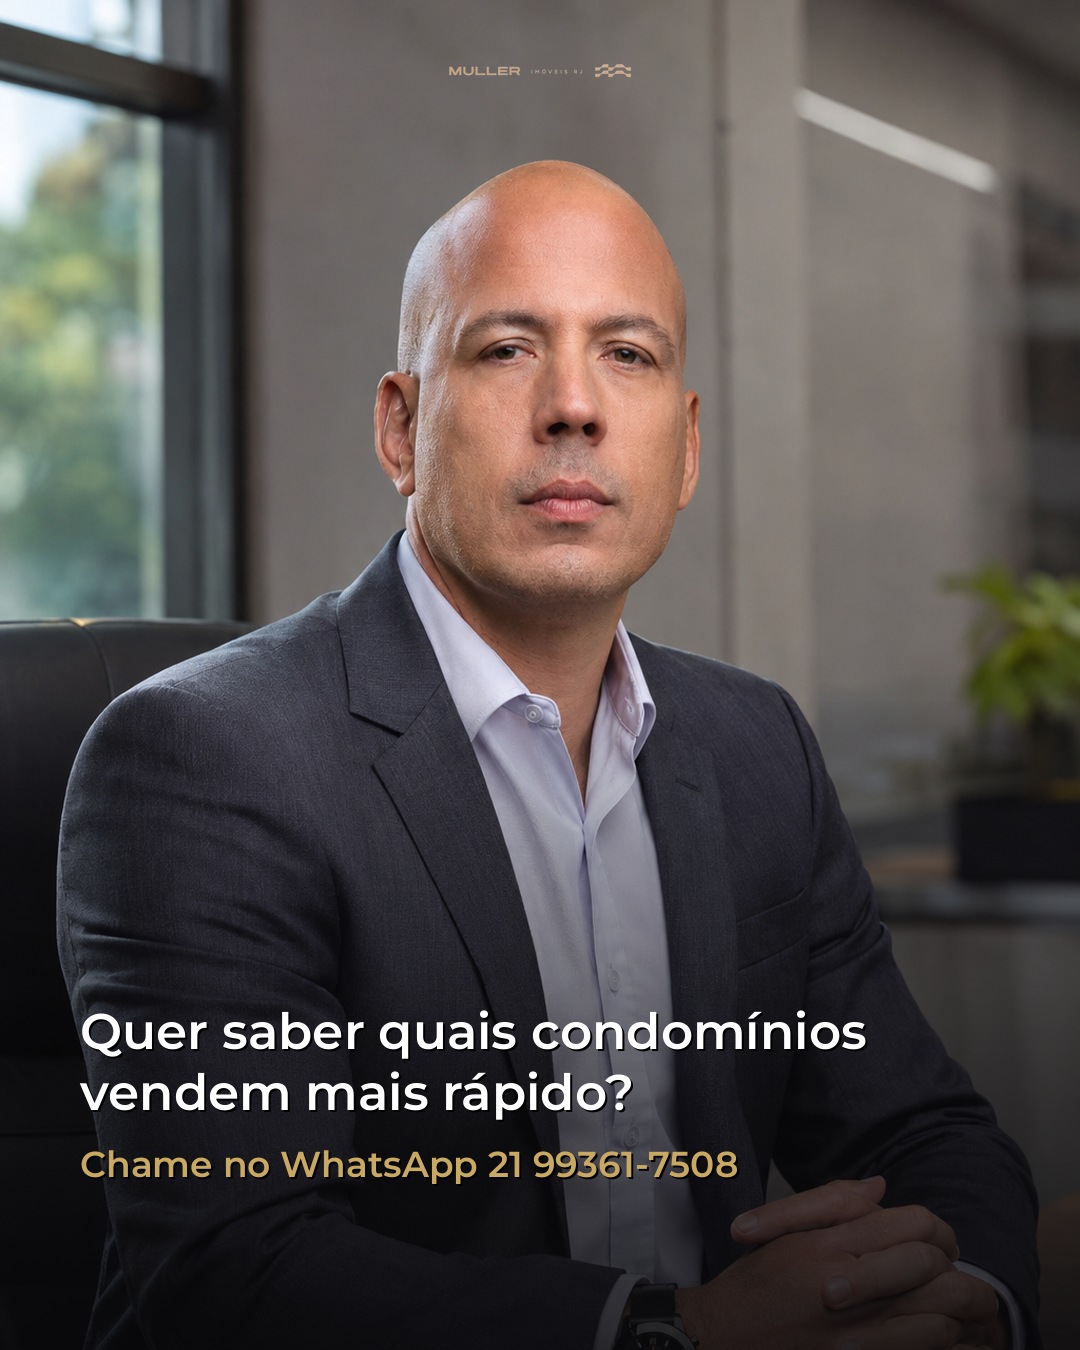 MULLER IMÓVEIS RJ
Quer saber quais condomínios
vendem mais rápido?
Chame no WhatsApp 21 99361-7508